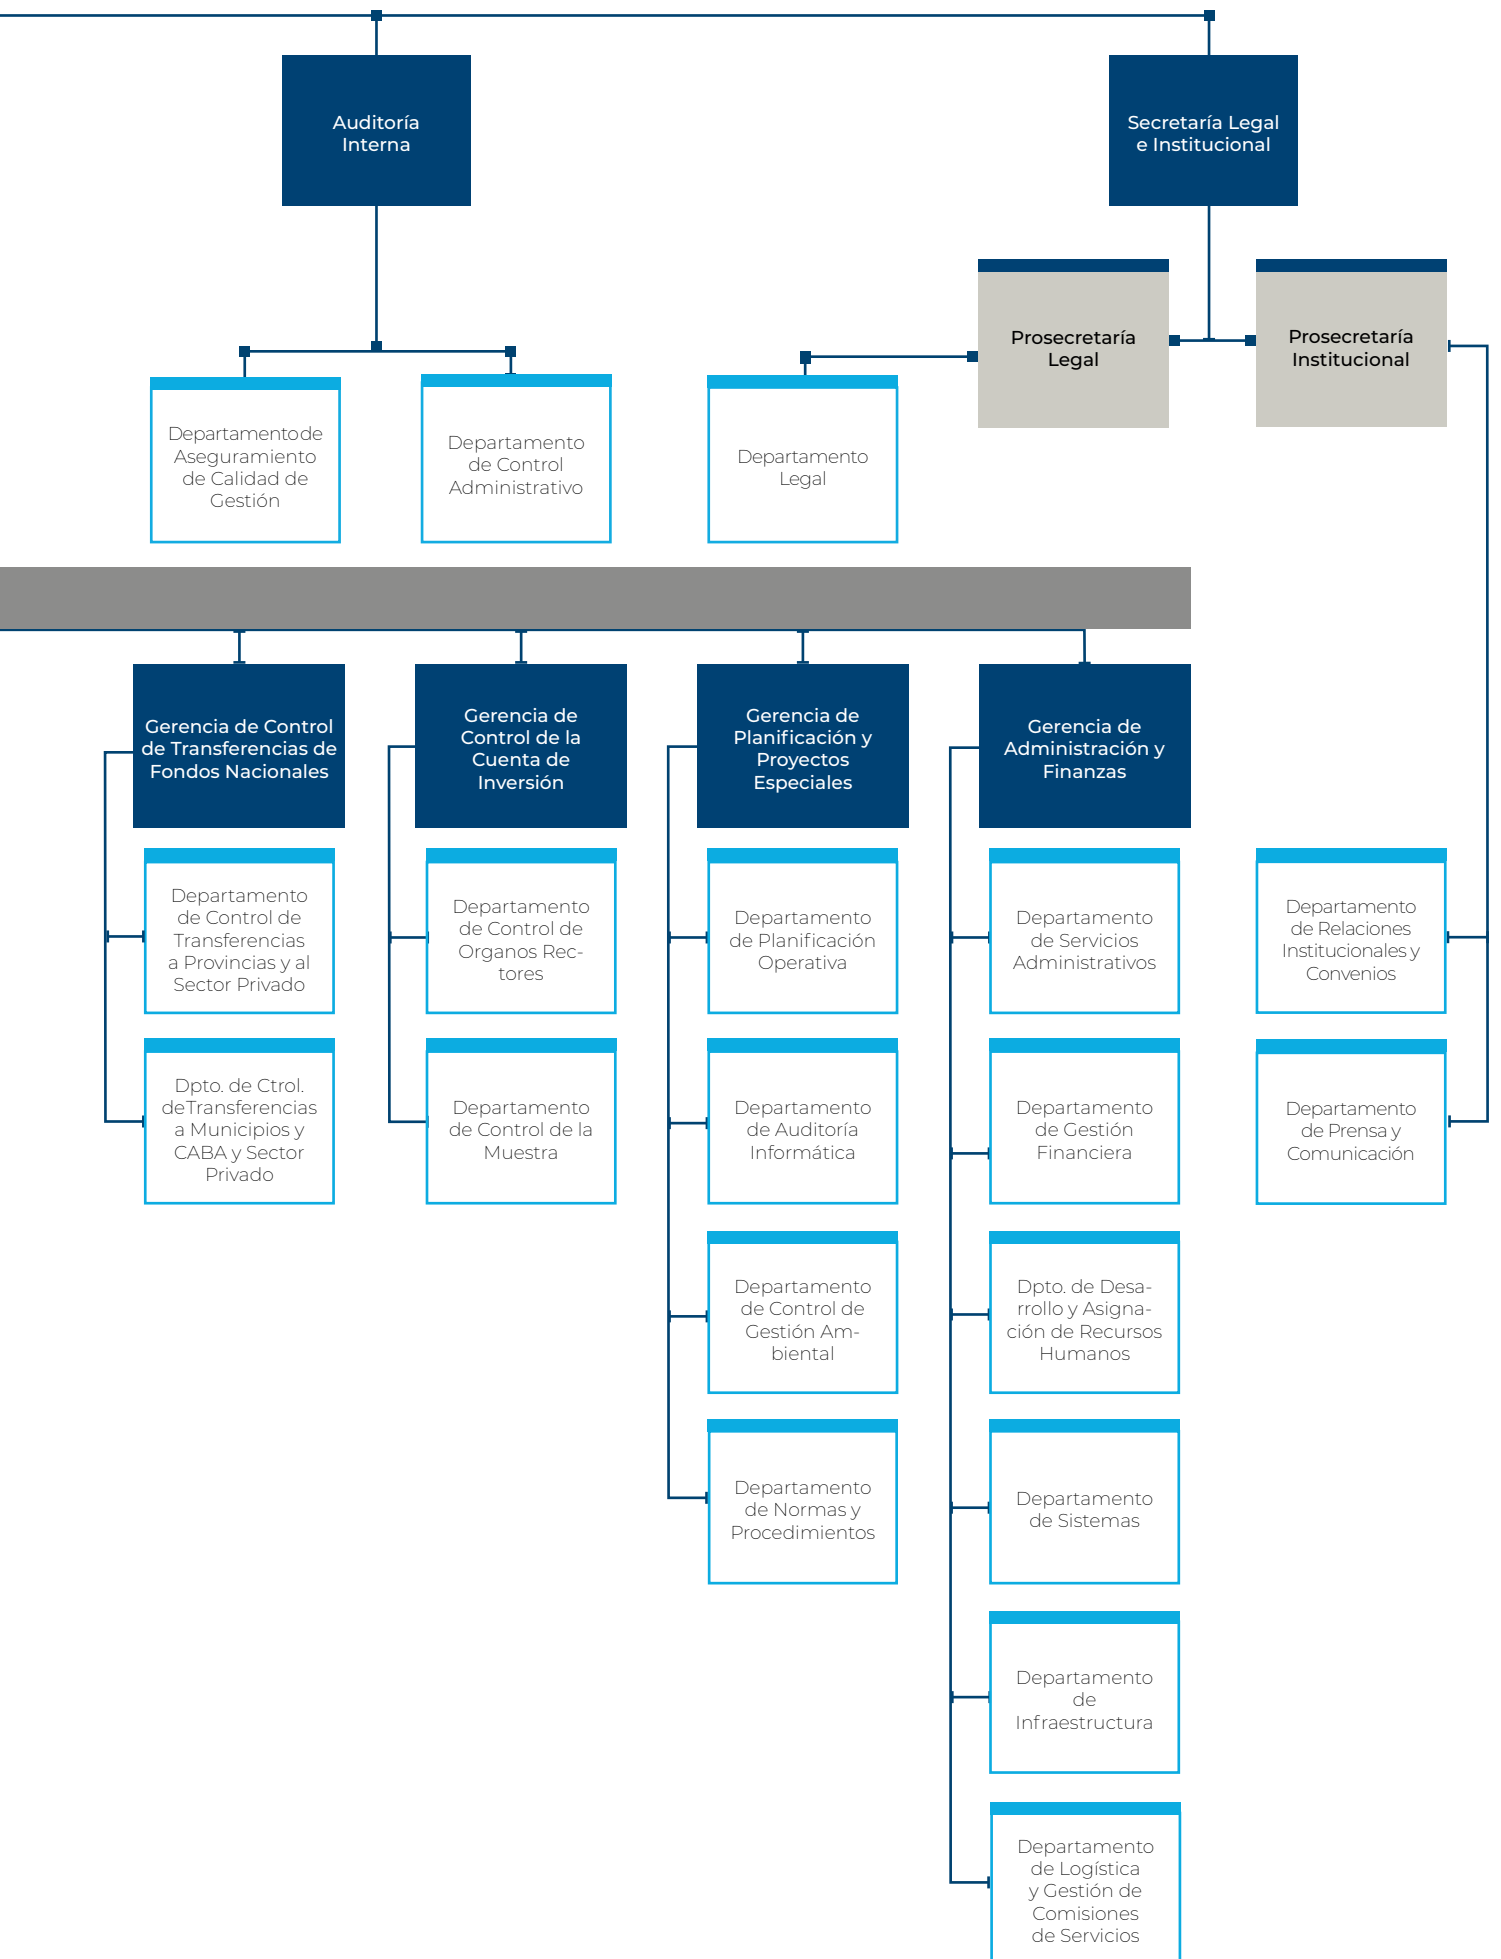 Auditoría
Interna
Secretaría Legal
e Institucional
Prosecretaría
Legal
Prosecretaría
Institucional
Departamento de
Aseguramiento
de Calidad de
Gestión
Departamento
de Control
Administrativo
Departamento
Legal
Gerencia de Control
de Transferencias de
Fondos Nacionales
Gerencia de
Control de la
Cuenta de
Inversión
Gerencia de
Planificación y
Proyectos
Especiales
Gerencia de
Administración y
Finanzas
Departamento
de Control de
Transferencias
a Provincias y al
Sector Privado
Departamento
de Control de
Organos Rec-
tores
Departamento
de Planificación
Operativa
Departamento
de Servicios
Administrativos
Departamento
de Relaciones
Institucionales y
Convenios
Dpto. de Ctrol.
de Transferencias
a Municipios y
CABA y Sector
Privado
Departamento
de Control de la
Muestra
Departamento
de Auditoría
Informática
Departamento
de Gestión
Financiera
Departamento
de Prensa y
Comunicación
Departamento
de Control de
Gestión Am-
biental
Dpto. de Desa-
rrollo y Asigna-
ción de Recursos
Humanos
Departamento
de Normas y
Procedimientos
Departamento
de Sistemas
Departamento
de
Infraestructura
Departamento
de Logística
y Gestión de
Comisiones
de Servicios